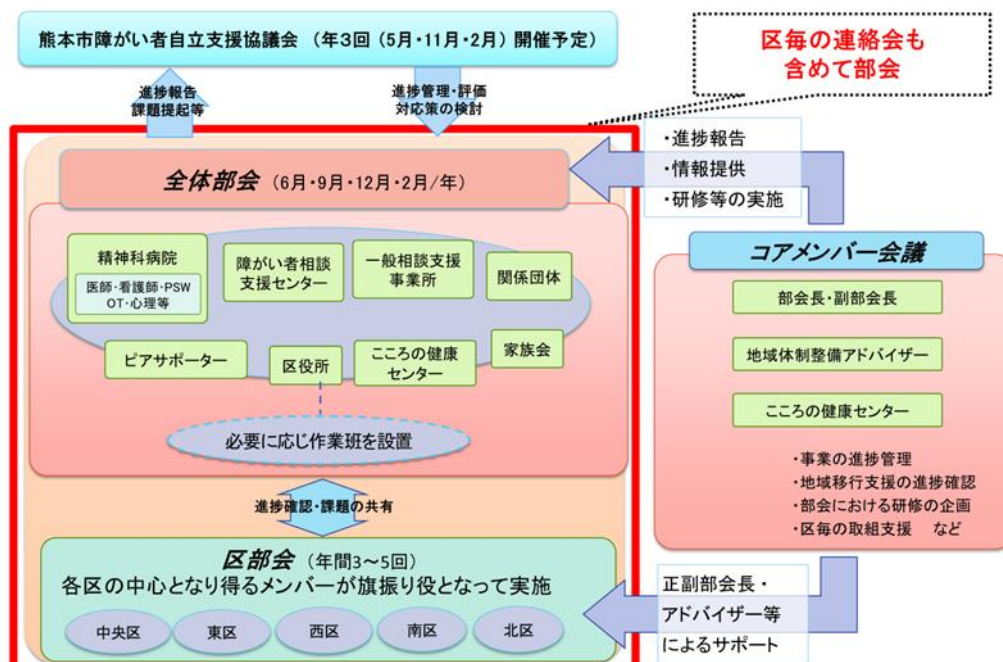 熊本市障がい者自立支援協議会 (年3回(5月・11月・2月)開催予定)
区毎の連絡会も
含めて部会
進捗報告
課題提起等
進捗管理・評価
対応策の検討
・進捗報告
・情報提供
・研修等の実施
全体部会 (6月・9月・12月・2月/年)
精神科病院
医師・看護師・PSW
OT・心理等
障がい者相談
支援センター
一般相談支援
事業所
関係団体
ピアサポーター
区役所
こころの健康
センター
家族会
必要に応じ作業班を設置
コアメンバー会議
部会長・副部会長
地域体制整備アドバイザー
こころの健康センター
・事業の進捗管理
・地域移行支援の進捗確認
・部会における研修の企画
・区毎の取組支援 など
進捗確認・課題の共有
区部会 (年間3~5回)
各区の中心となり得るメンバーが旗振り役となって実施
中央区
東区
西区
南区
北区
正副部会長・
アドバイザー等
によるサポート